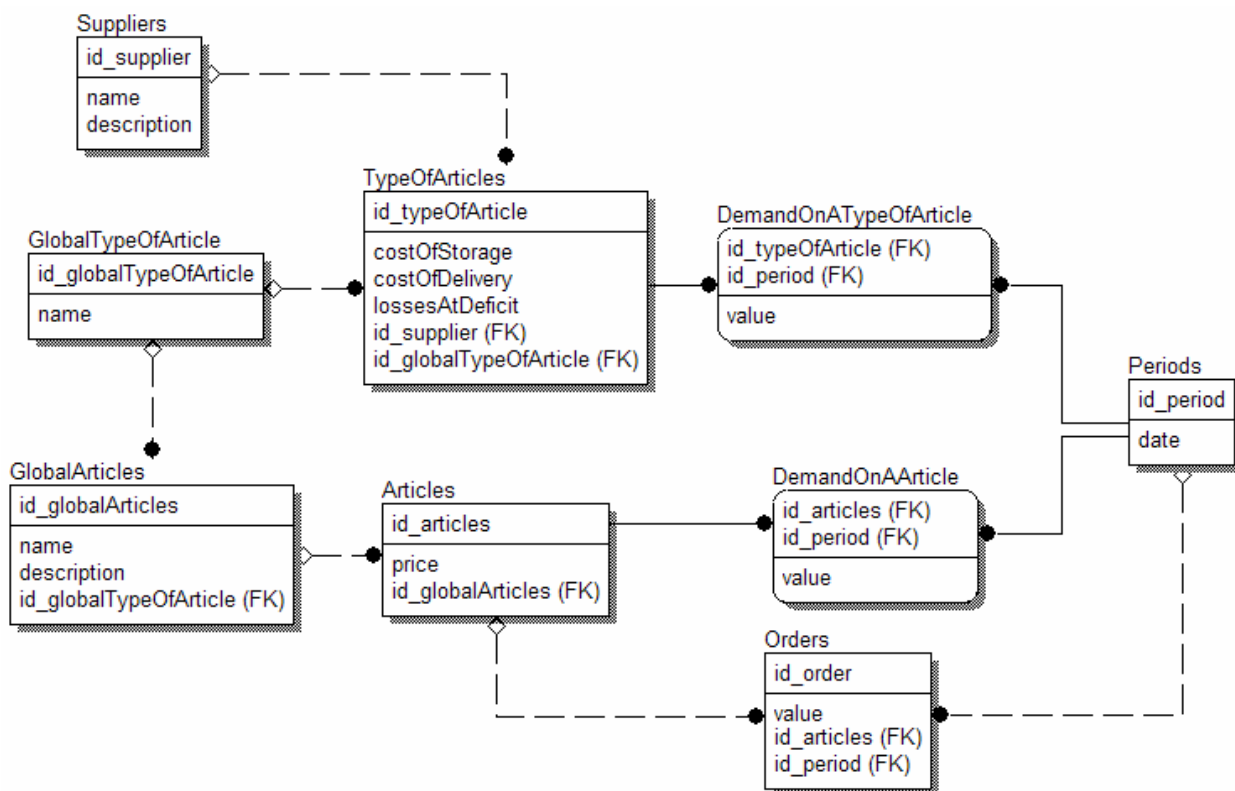 Suppliers
id_supplier
name
description
TypeOfArticles
id_typeOfArticle
costOfStorage
costOfDelivery
lossesAtDeficit
id_supplier (FK)
id_globalTypeOfArticle (FK)
GlobalTypeOfArticle
id_globalTypeOfArticle
name
DemandOnATypeOfArticle
id_typeOfArticle (FK)
id_period (FK)
value
Periods
id_period
date
GlobalArticles
id_globalArticles
name
description
id_globalTypeOfArticle (FK)
Articles
id_articles
price
id_globalArticles (FK)
DemandOnAArticle
id_articles (FK)
id_period (FK)
value
Orders
id_order
value
id_articles (FK)
id_period (FK)